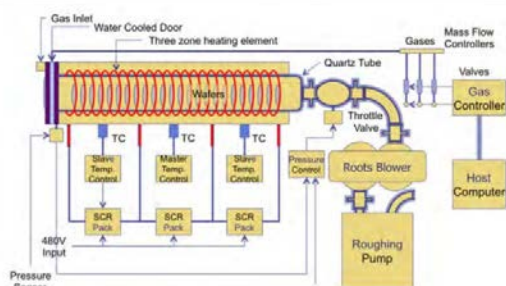 Gas Inlet
Water Cooled Door
Three zone heating element
Gases
Mass Flow
Controllers
Quartz Tube
Valves
Wafers
Gas
Controller
Throttle
Valve
TC
TC
TC
Slave
Temp.
Control
Master
Temp.
Control
Slave
Temp.
Control
Pressure
Control
Roots Blower
Host
Computer
SCR
Pack
SCR
Pack
SCR
Pack
480V
Input
Roughing
Pump
Pressure